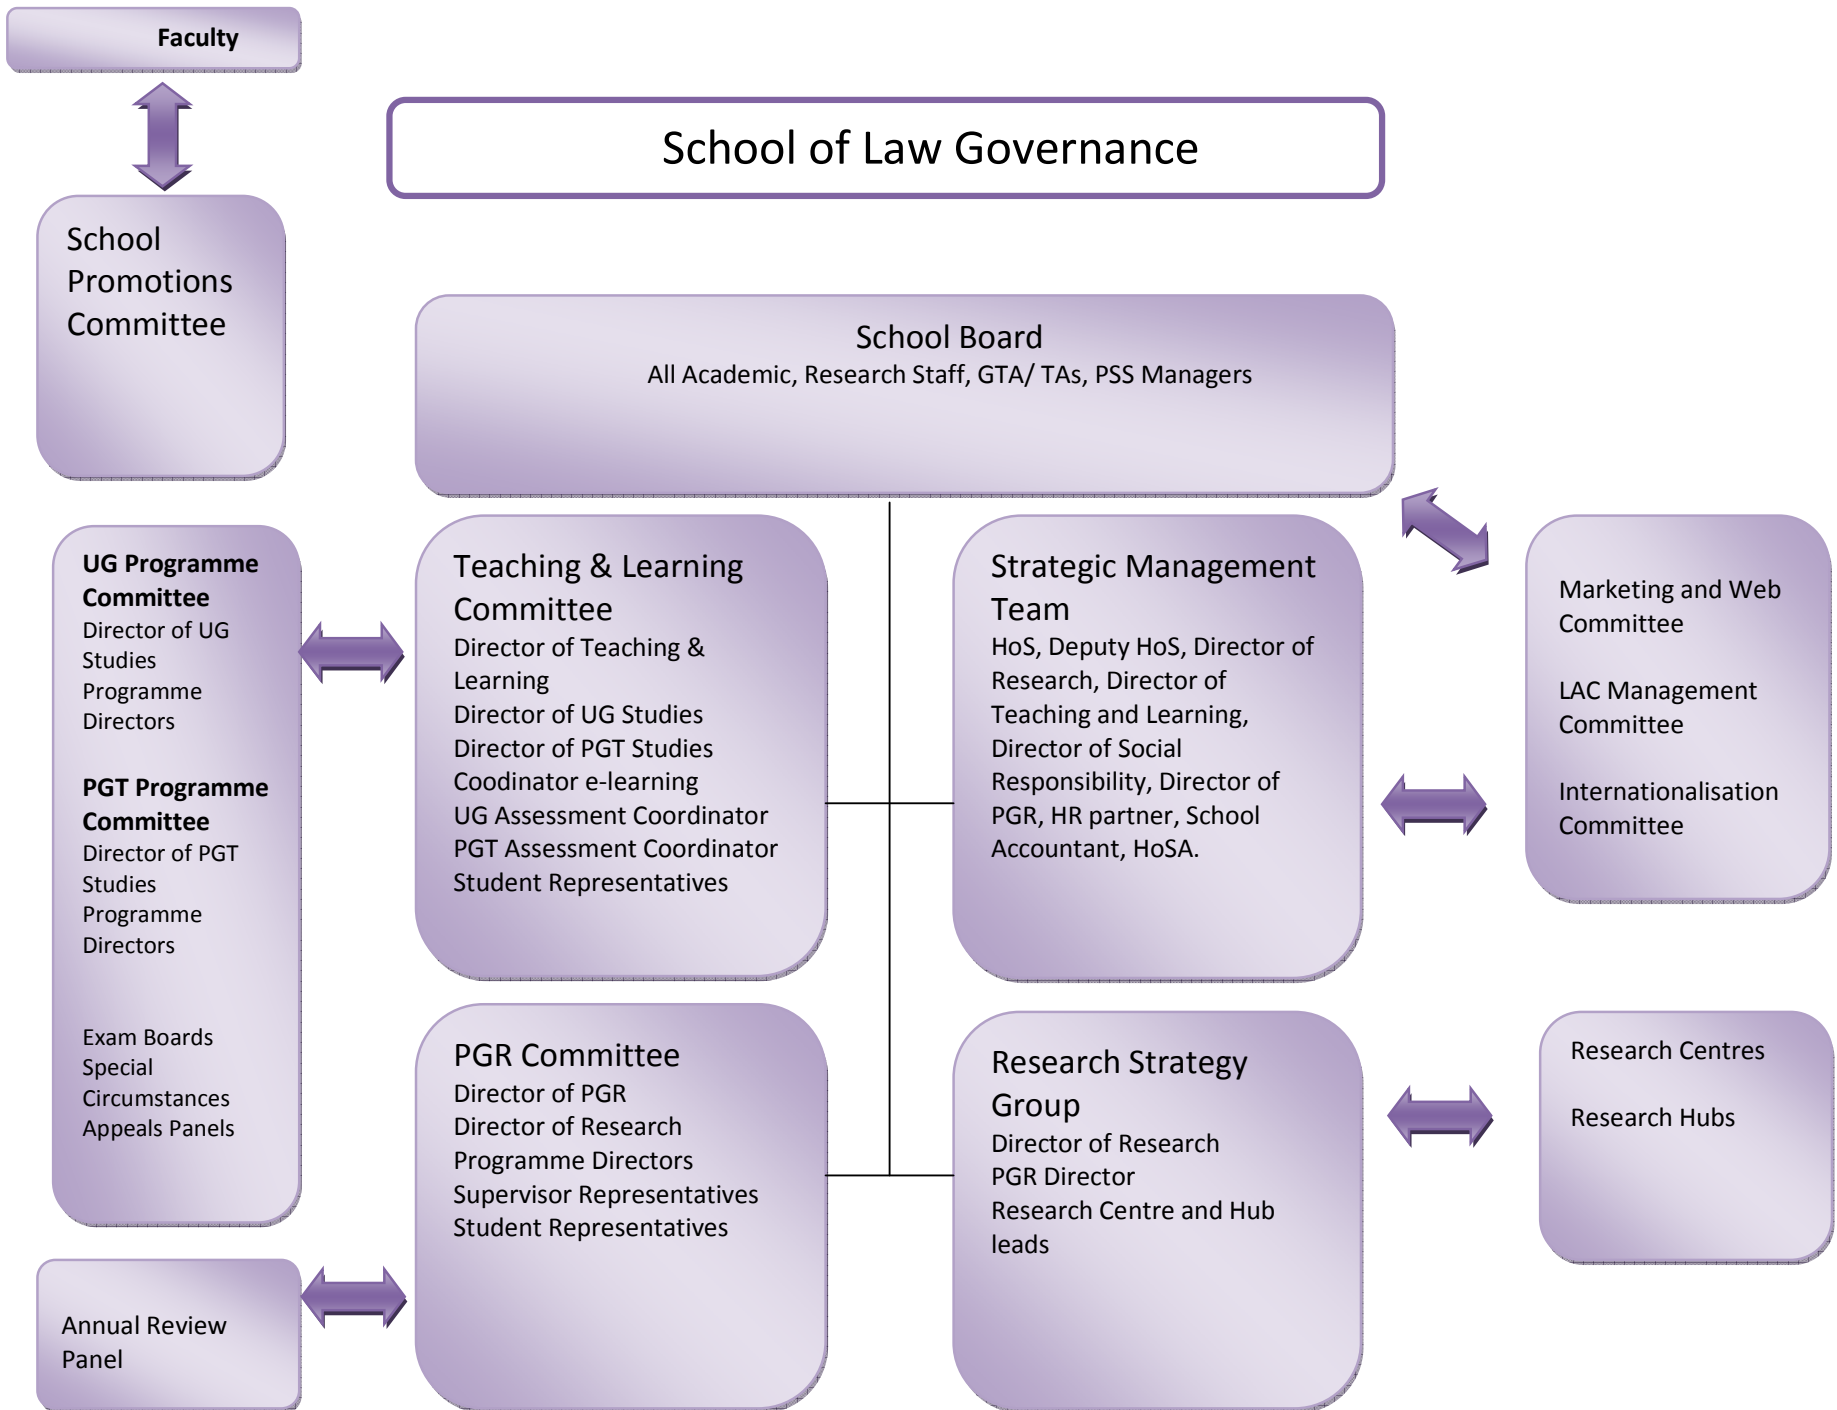 Faculty
School of Law Governance
School
Promotions
Committee
School Board
All Academic, Research Staff, GTA/ TAs, PSS Managers
UG Programme
Committee
Director of UG
Studies
Programme
Directors
PGT Programme
Committee
Director of PGT
Studies
Programme
Directors
Exam Boards
Special
Circumstances
Appeals Panels
Teaching & Learning
Committee
Director of Teaching &
Learning
Director of UG Studies
Director of PGT Studies
Coodinator e-learning
UG Assessment Coordinator
PGT Assessment Coordinator
Student Representatives
Strategic Management
Team
HoS, Deputy HoS, Director of
Research, Director of
Teaching and Learning,
Director of Social
Responsibility, Director of
PGR, HR partner, School
Accountant, HoSA.
Marketing and Web
Committee
LAC Management
Committee
Internationalisation
Committee
PGR Committee
Director of PGR
Director of Research
Programme Directors
Supervisor Representatives
Student Representatives
Research Strategy
Group
Director of Research
PGR Director
Research Centre and Hub
leads
Research Centres
Research Hubs
Annual Review
Panel